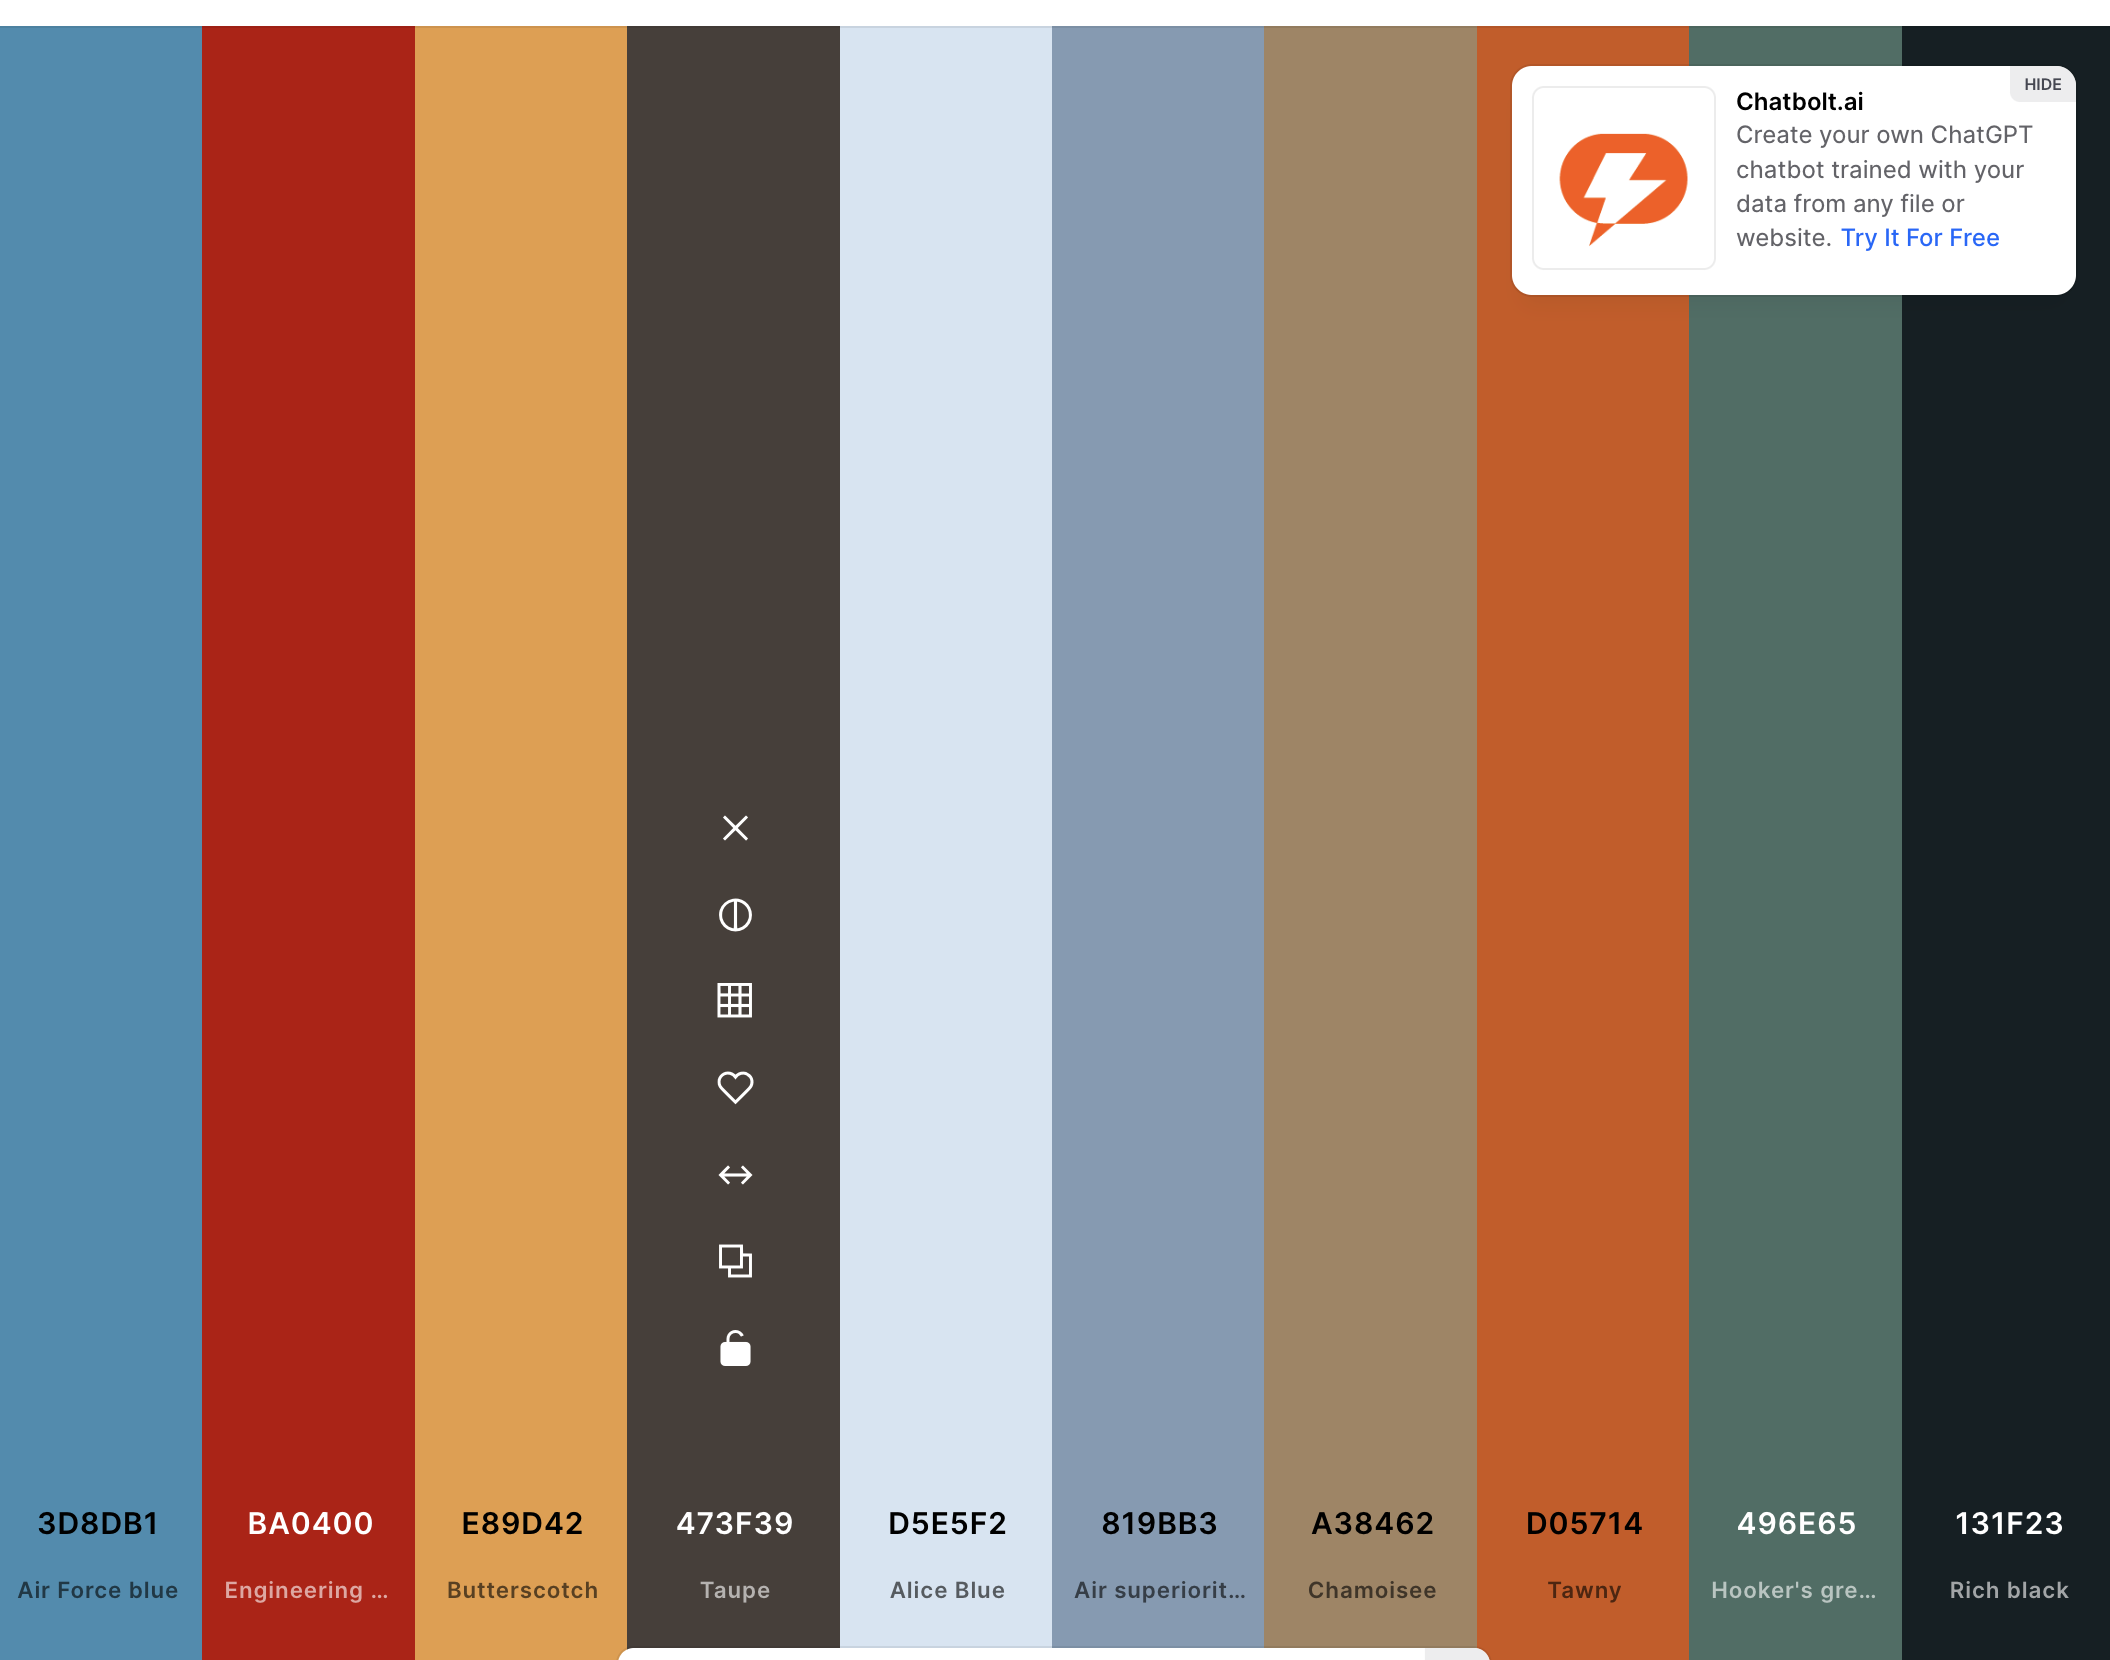 HIDE
Chatbolt.ai
Create your own ChatGPT
chatbot trained with your
data from any file or
website. Try It For Free
3D8DB1
BA0400
E89D42
473F39
D5E5F2
819BB3
A38462
D05714
496E65
131F23
Air Force blue
Engineering ...
Butterscotch
Taupe
Alice Blue
Air superiorit...
Chamoisee
Tawny
Hooker's gre...
Rich black